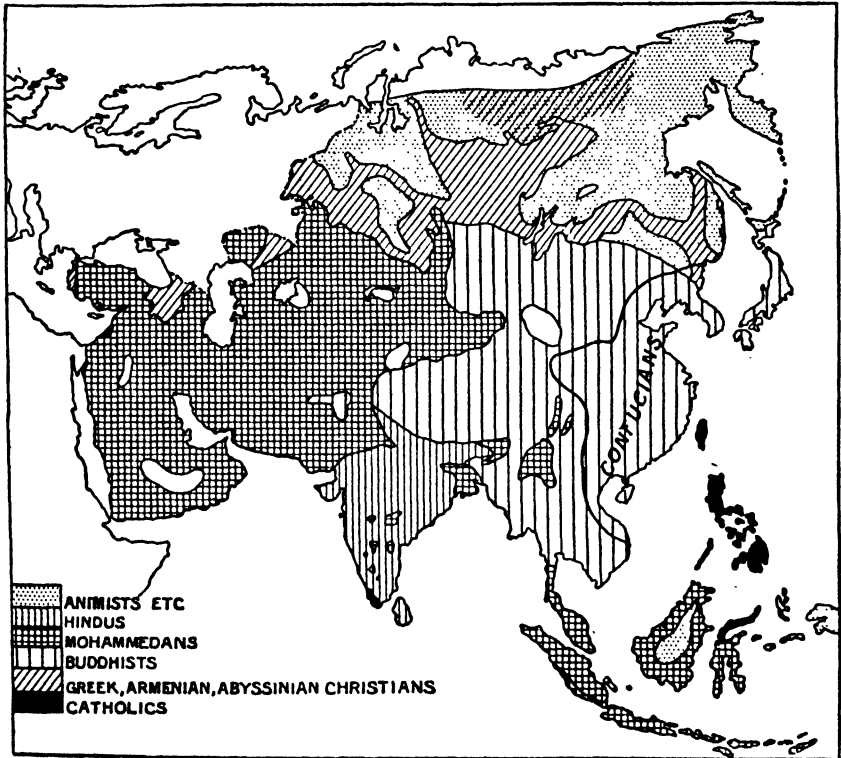 CONFUCIANS
ANIMISTS ETC
HINDUS
MOHAMMEDANS
BUDDHISTS
GREEK, ARMENIAN, ABYSSINIAN CHRISTIANS
CATHOLICS